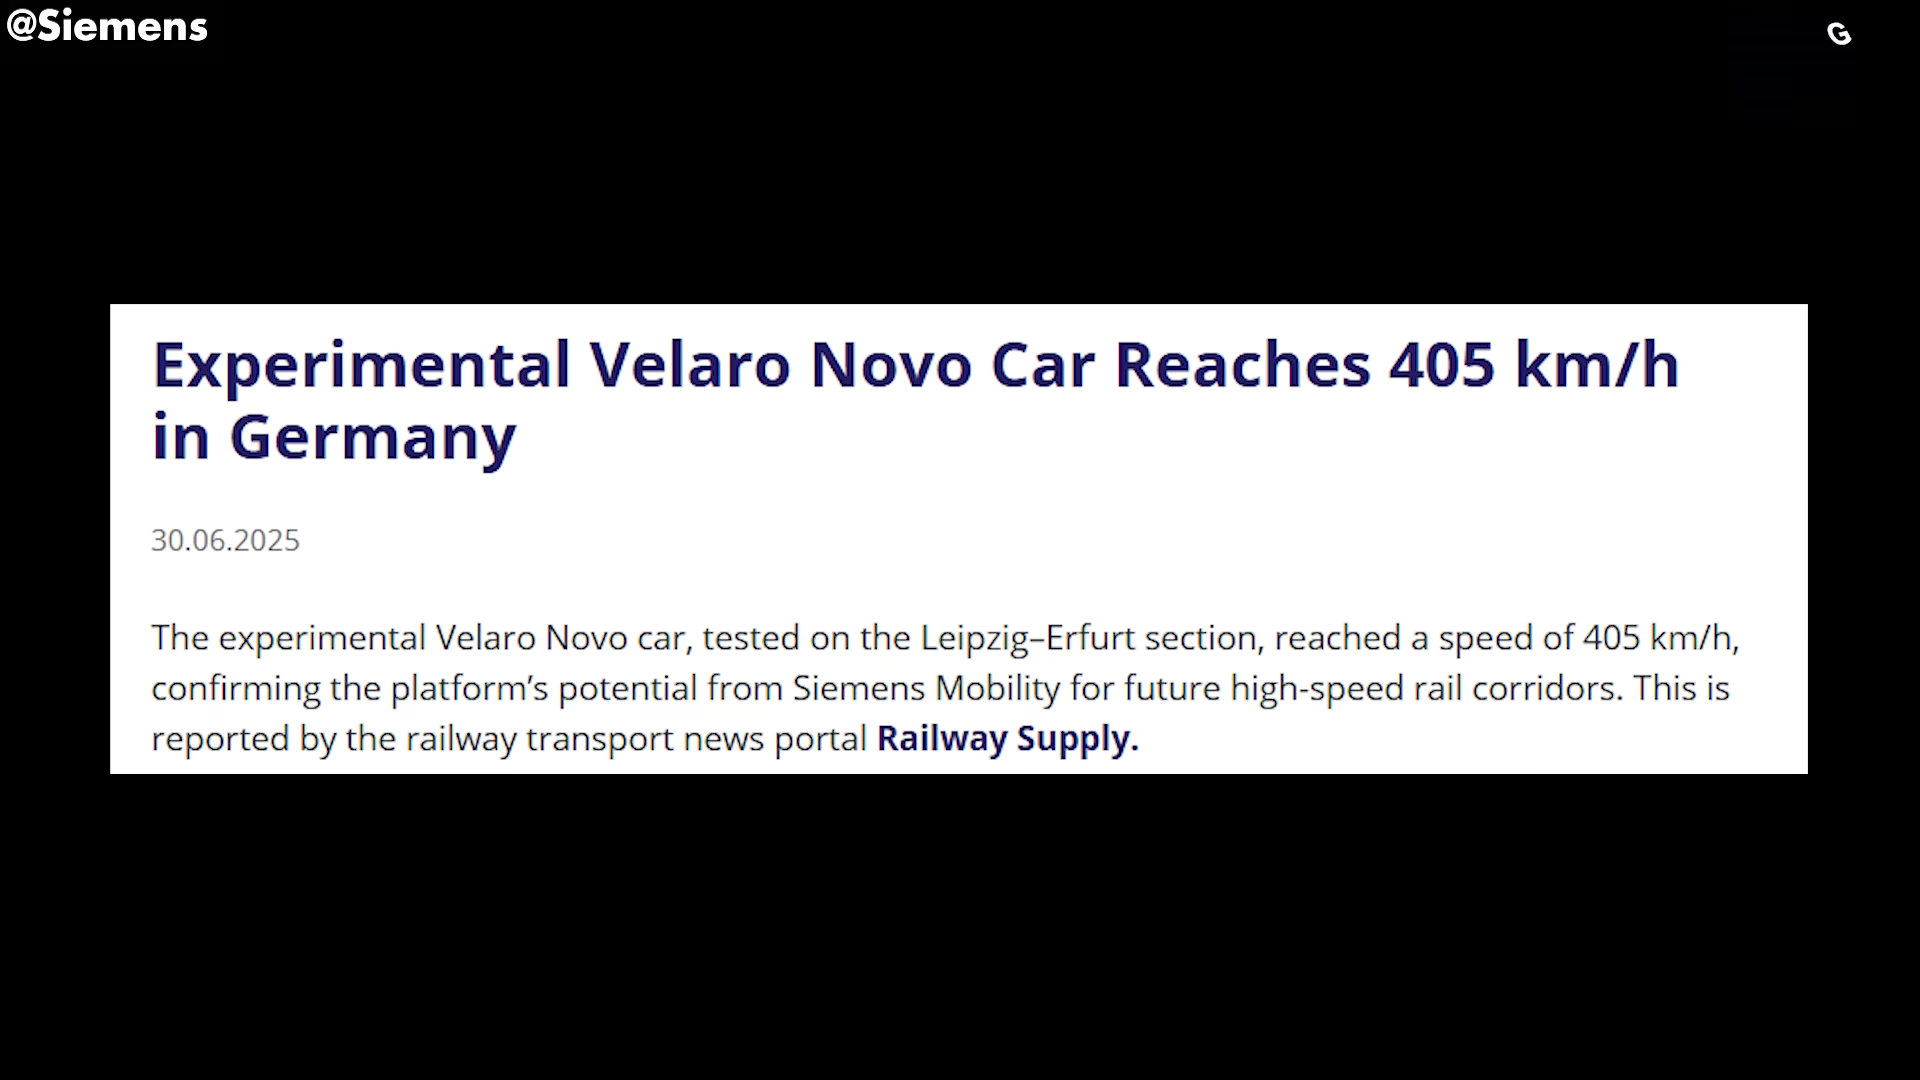 @Siemens
G
Experimental Velaro Novo Car Reaches 405 km/h
in Germany
30.06.2025
The experimental Velaro Novo car, tested on the Leipzig–Erfurt section, reached a speed of 405 km/h,
confirming the platform’s potential from Siemens Mobility for future high-speed rail corridors. This is
reported by the railway transport news portal Railway Supply.